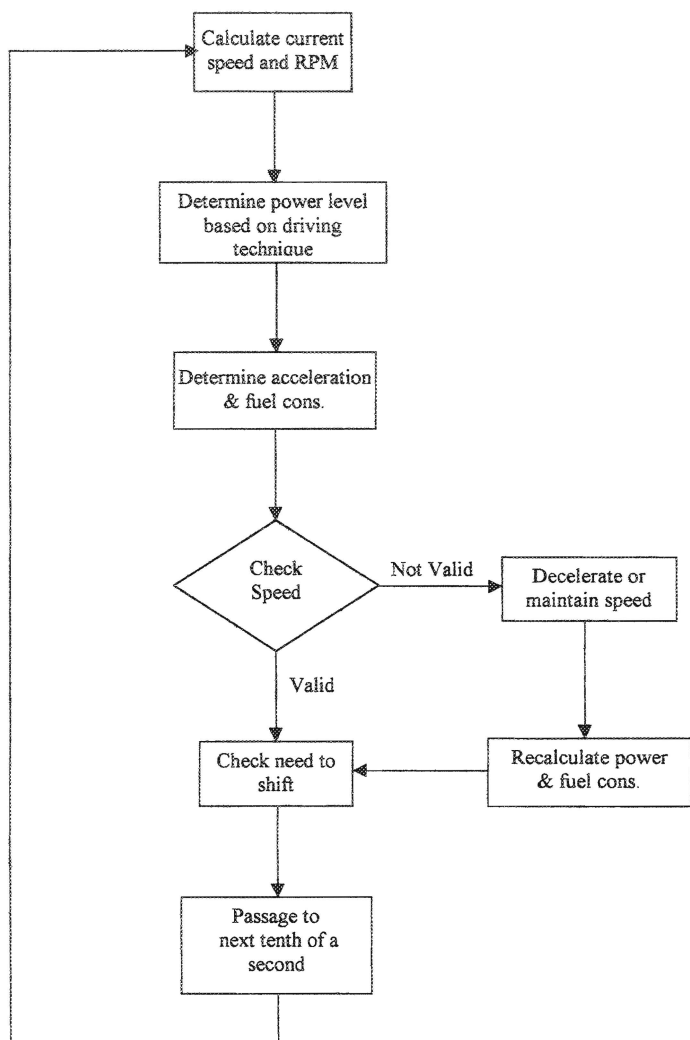 Calculate current
speed and RPM
Determine power level
based on driving
technique
Determine acceleration
& fuel cons.
Check
Speed
Not Valid
Decelerate or
maintain speed
Valid
Check need to
shift
Recalculate power
& fuel cons.
Passage to
next tenth of a
second